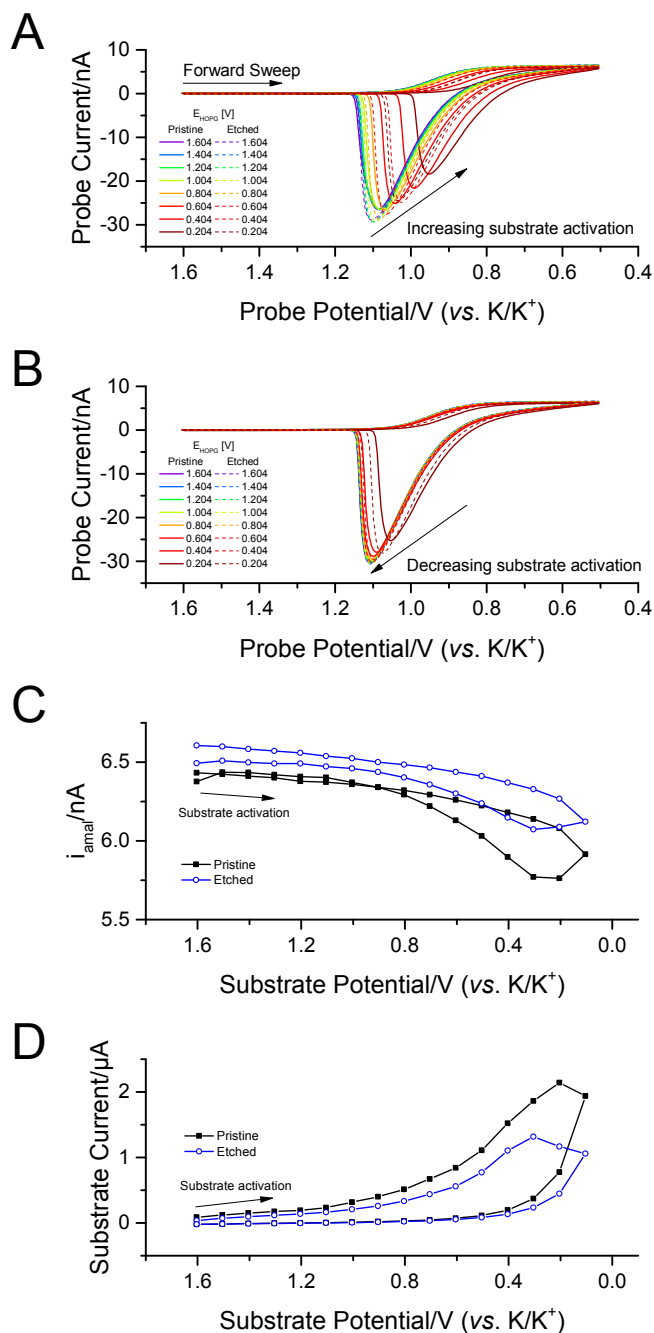 A
10
0
-10
-20
-30
Probe Current/nA
Forward Sweep
E_HOPG [V]
Pristine Etched
1.604 1.604
1.404 1.404
1.204 1.204
1.004 1.004
0.804 0.804
0.604 0.604
0.404 0.404
0.204 0.204
Increasing substrate activation
1.6 1.4 1.2 1.0 0.8 0.6 0.4
Probe Potential/V (vs. K/K⁺)
B
10
0
-10
-20
-30
Probe Current/nA
E_HOPG [V]
Pristine Etched
1.604 1.604
1.404 1.404
1.204 1.204
1.004 1.004
0.804 0.804
0.604 0.604
0.404 0.404
0.204 0.204
Decreasing substrate activation
1.6 1.4 1.2 1.0 0.8 0.6 0.4
Probe Potential/V (vs. K/K⁺)
C
6.5
6.0
5.5
i_amal/nA
Substrate activation
Pristine
Etched
1.6 1.2 0.8 0.4 0.0
Substrate Potential/V (vs. K/K⁺)
D
2
1
0
Substrate Current/µA
Pristine
Etched
Substrate activation
1.6 1.2 0.8 0.4 0.0
Substrate Potential/V (vs. K/K⁺)